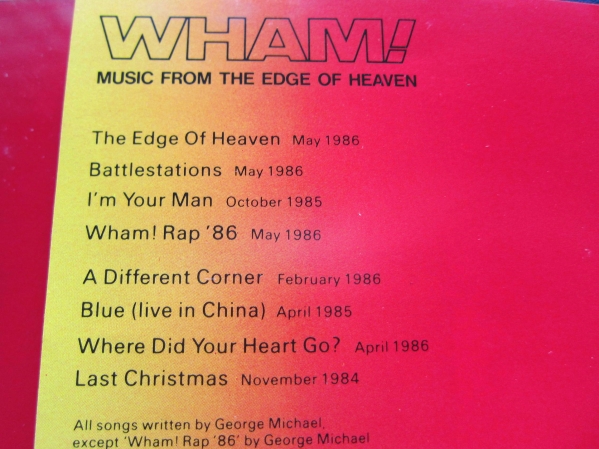 WHAM!
MUSIC FROM THE EDGE OF HEAVEN
The Edge Of Heaven May 1986
Battlestations May 1986
I'm Your Man October 1985
Wham! Rap '86 May 1986
A Different Corner February 1986
Blue (live in China) April 1985
Where Did Your Heart Go? April 1986
Last Christmas November 1984
All songs written by George Michael,
except 'Wham! Rap '86' by George Michael